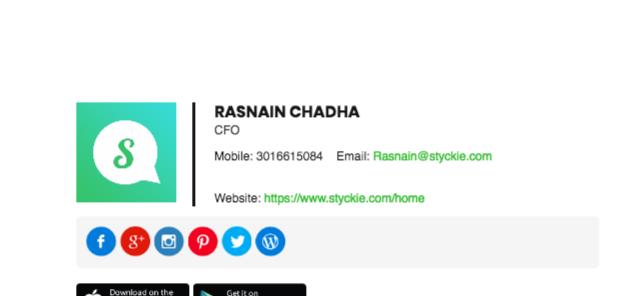 S
RASNAIN CHADHA
CFO
Mobile: 3016615084 Email: Rasnain@styckie.com
Website: https://www.styckie.com/home
f g+ W
Download on the Get it on